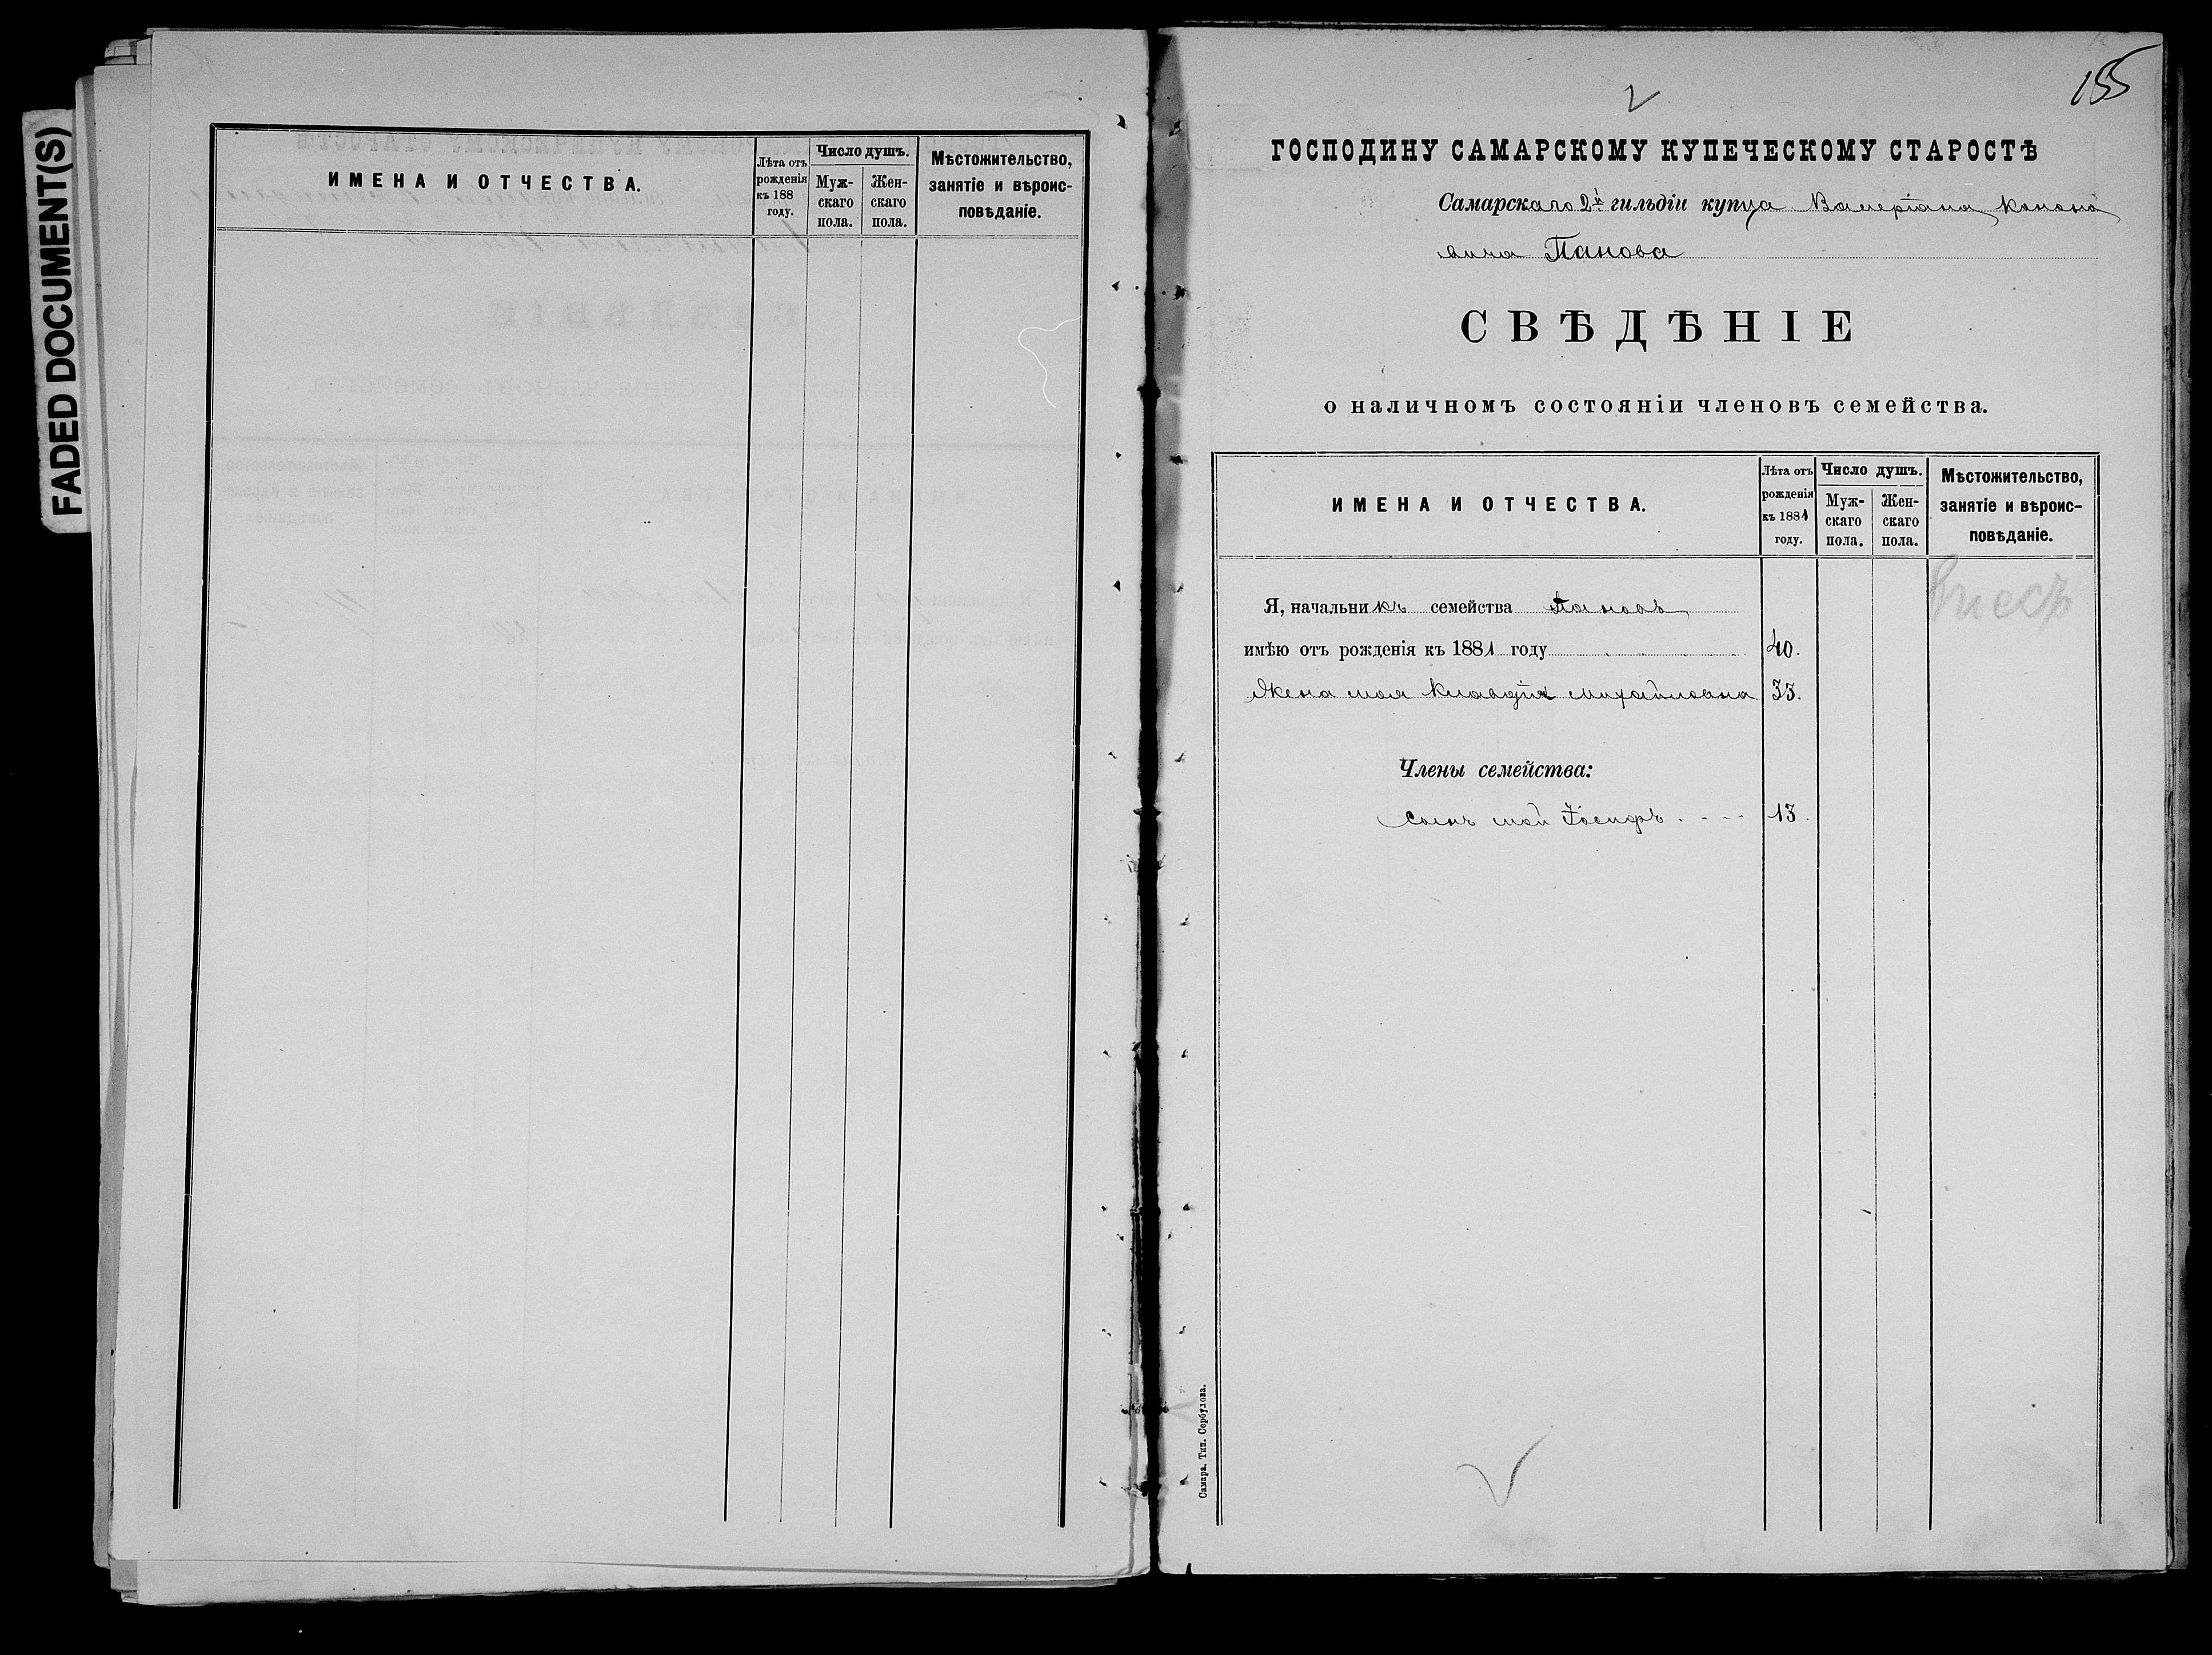 FADED DOCUMENT(S)
ИМЕНА И ОТЧЕСТВА.
Лѣта отъ рожденія къ 188 году.
Число душъ.
Муж-
скаго
пола.
Жен-
скаго
пола.
Мѣстожительство,
занятіе и вѣроис-
повѣданіе.
155
ГОСПОДИНУ САМАРСКОМУ КУПЕЧЕСКОМУ СТАРОСТѢ
Самарскаго 2й гильдіи купца Валеріана Конона
вича Панова
СВѢДѢНІЕ
о наличномъ состояніи членовъ семейства.
ИМЕНА И ОТЧЕСТВА.
Лѣта отъ
рожденія
къ 1881
году.
Число душъ.
Муж-
скаго
пола.
Жен-
скаго
пола.
Мѣстожительство,
занятіе и вѣроис-
повѣданіе.
Я, начальникъ семейства Пановъ
имѣю отъ рожденія къ 1881 году 40.
Жена моя Клавдія Михайловна 33.
Члены семейства:
Сынъ мой Іосифъ 13.
Самара. Тип. Сербулова.